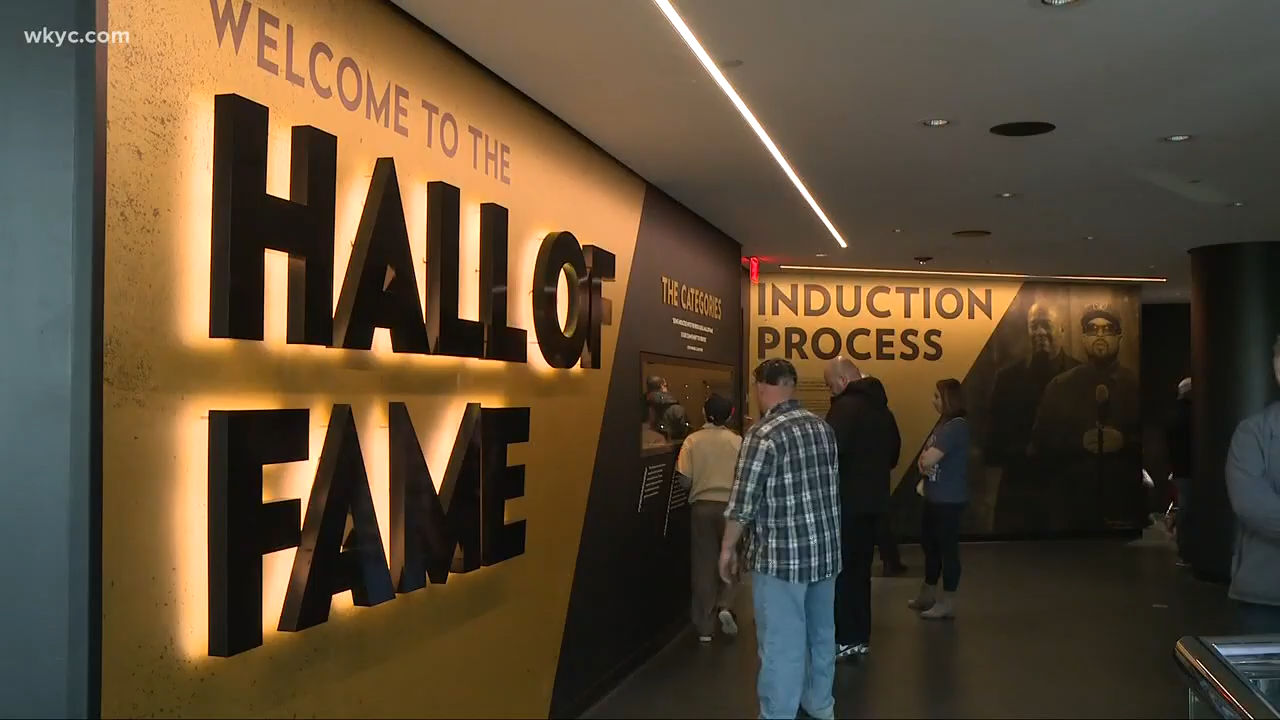 wkyc.com
WELCOME TO THE
HALL OF
FAME
THE CATEGORIES
INDUCTION
PROCESS